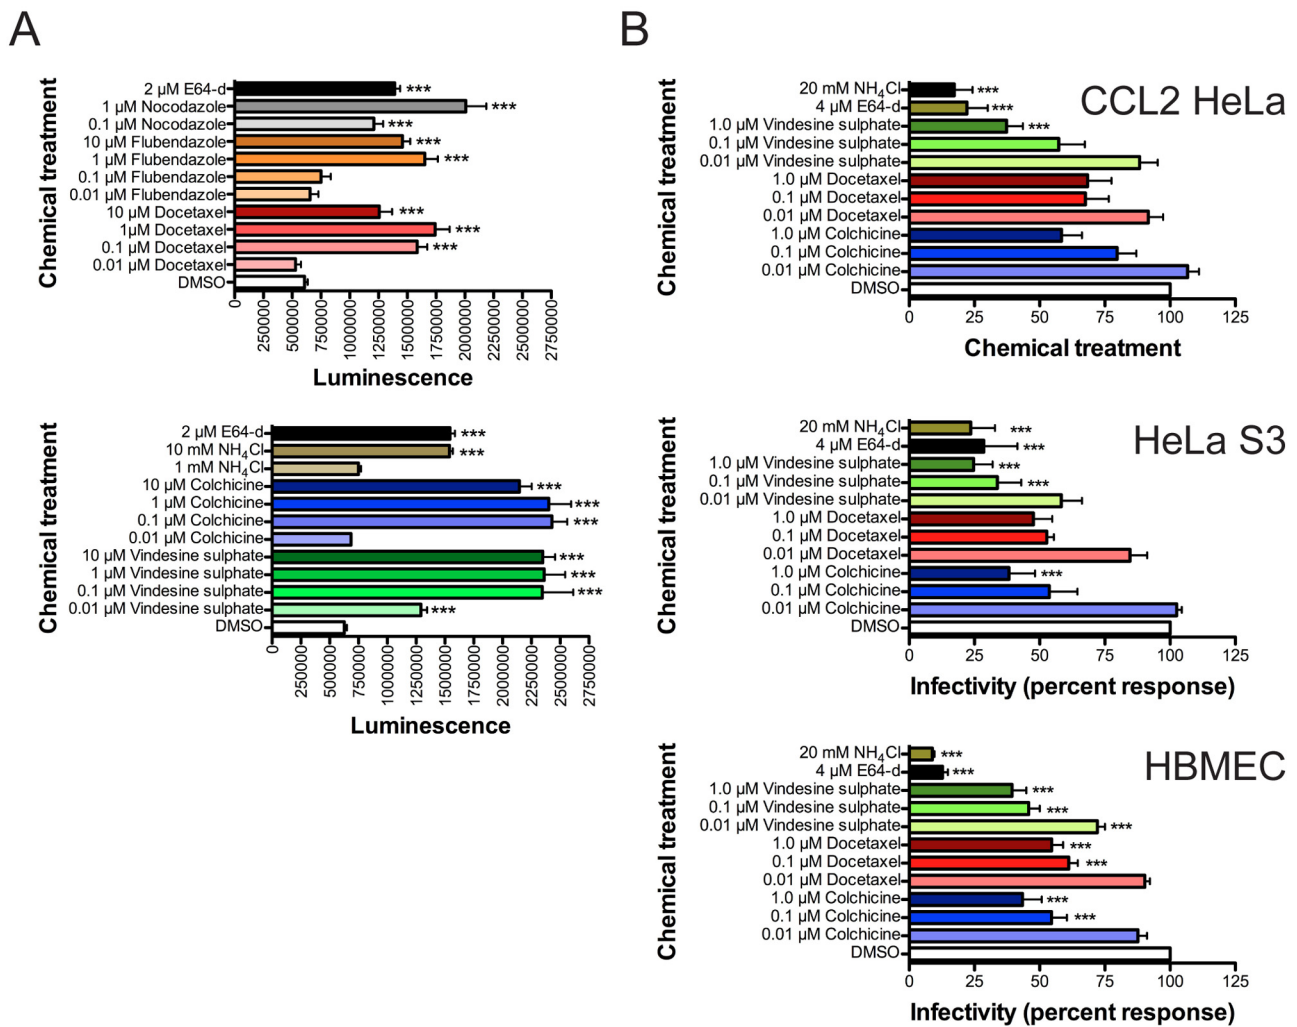 A
Chemical treatment
2 µM E64-d
***
1 µM Nocodazole
***
0.1 µM Nocodazole
***
10 µM Flubendazole
***
1 µM Flubendazole
***
0.1 µM Flubendazole
0.01 µM Flubendazole
10 µM Docetaxel
***
1µM Docetaxel
***
0.1 µM Docetaxel
***
0.01 µM Docetaxel
DMSO
0 250000 500000 750000 1000000 1250000 1500000 1750000 2000000 2250000 2500000 2750000
Luminescence
Chemical treatment
2 µM E64-d
***
10 mM NH4Cl
***
1 mM NH4Cl
10 µM Colchicine
***
1 µM Colchicine
***
0.1 µM Colchicine
***
0.01 µM Colchicine
10 µM Vindesine sulphate
***
1 µM Vindesine sulphate
***
0.1 µM Vindesine sulphate
***
0.01 µM Vindesine sulphate
***
DMSO
0 250000 500000 750000 1000000 1250000 1500000 1750000 2000000 2250000 2500000 2750000
Luminescence
B
CCL2 HeLa
Chemical treatment
20 mM NH4Cl
***
4 µM E64-d
***
1.0 µM Vindesine sulphate
***
0.1 µM Vindesine sulphate
0.01 µM Vindesine sulphate
1.0 µM Docetaxel
0.1 µM Docetaxel
0.01 µM Docetaxel
1.0 µM Colchicine
0.1 µM Colchicine
0.01 µM Colchicine
DMSO
0 25 50 75 100 125
Chemical treatment
HeLa S3
Chemical treatment
20 mM NH4Cl
***
4 µM E64-d
***
1.0 µM Vindesine sulphate
***
0.1 µM Vindesine sulphate
***
0.01 µM Vindesine sulphate
1.0 µM Docetaxel
0.1 µM Docetaxel
0.01 µM Docetaxel
1.0 µM Colchicine
***
0.1 µM Colchicine
0.01 µM Colchicine
DMSO
0 25 50 75 100 125
Infectivity (percent response)
HBMEC
Chemical treatment
20 mM NH4Cl
***
4 µM E64-d
***
1.0 µM Vindesine sulphate
***
0.1 µM Vindesine sulphate
***
0.01 µM Vindesine sulphate
***
1.0 µM Docetaxel
***
0.1 µM Docetaxel
***
0.01 µM Docetaxel
1.0 µM Colchicine
***
0.1 µM Colchicine
***
0.01 µM Colchicine
DMSO
0 25 50 75 100 125
Infectivity (percent response)